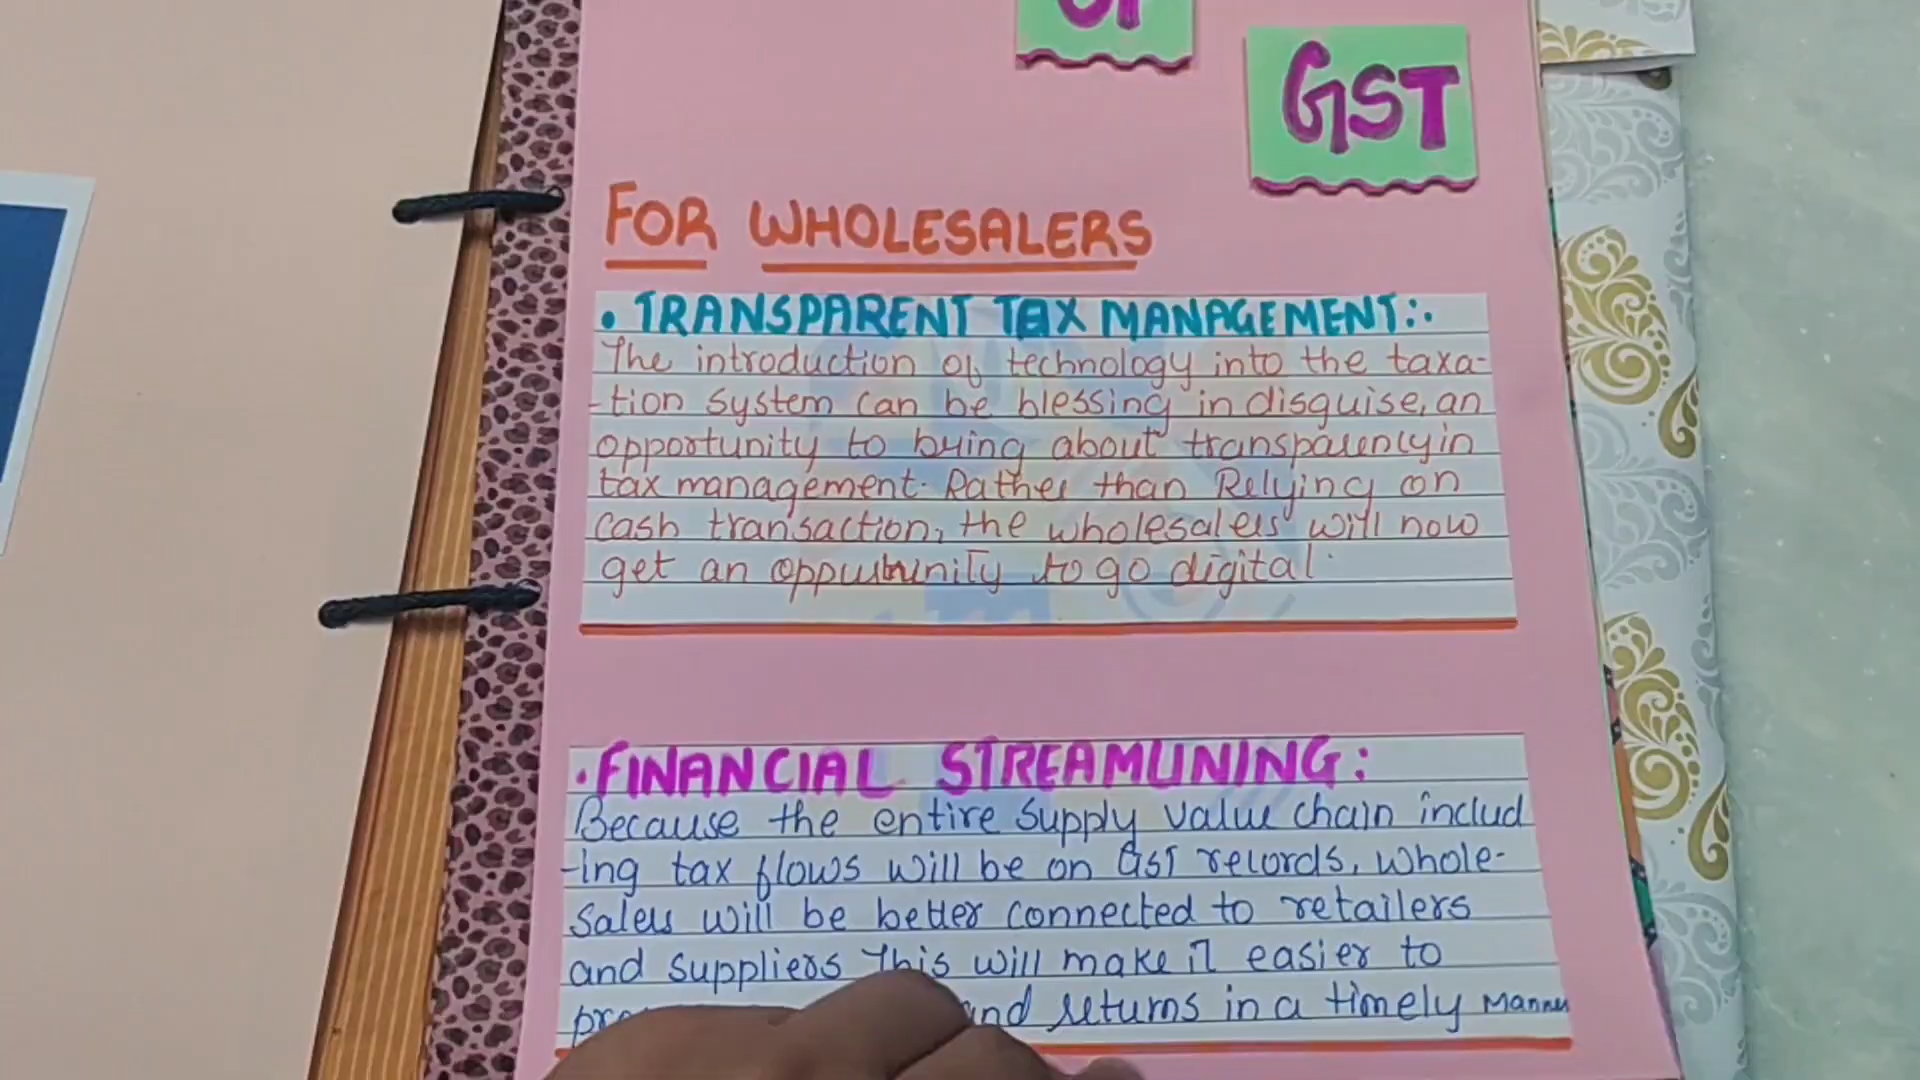 OF
GST
FOR WHOLESALERS
• TRANSPARENT TAX MANAGEMENT:.
The introduction of technology into the taxa-
-tion system can be blessing in disguise, an
opportunity to bring about transparency in
tax management. Rather than Relying on
cash transaction, the wholesalers will now
get an to go digital.
• FINANCIAL STREAMLINING:
Because the entire supply value chain includ
-ing tax flows will be on GST records, whole-
salers will be better connected to retailers
and suppliers This will make it easier to
and returns in a timely Manner